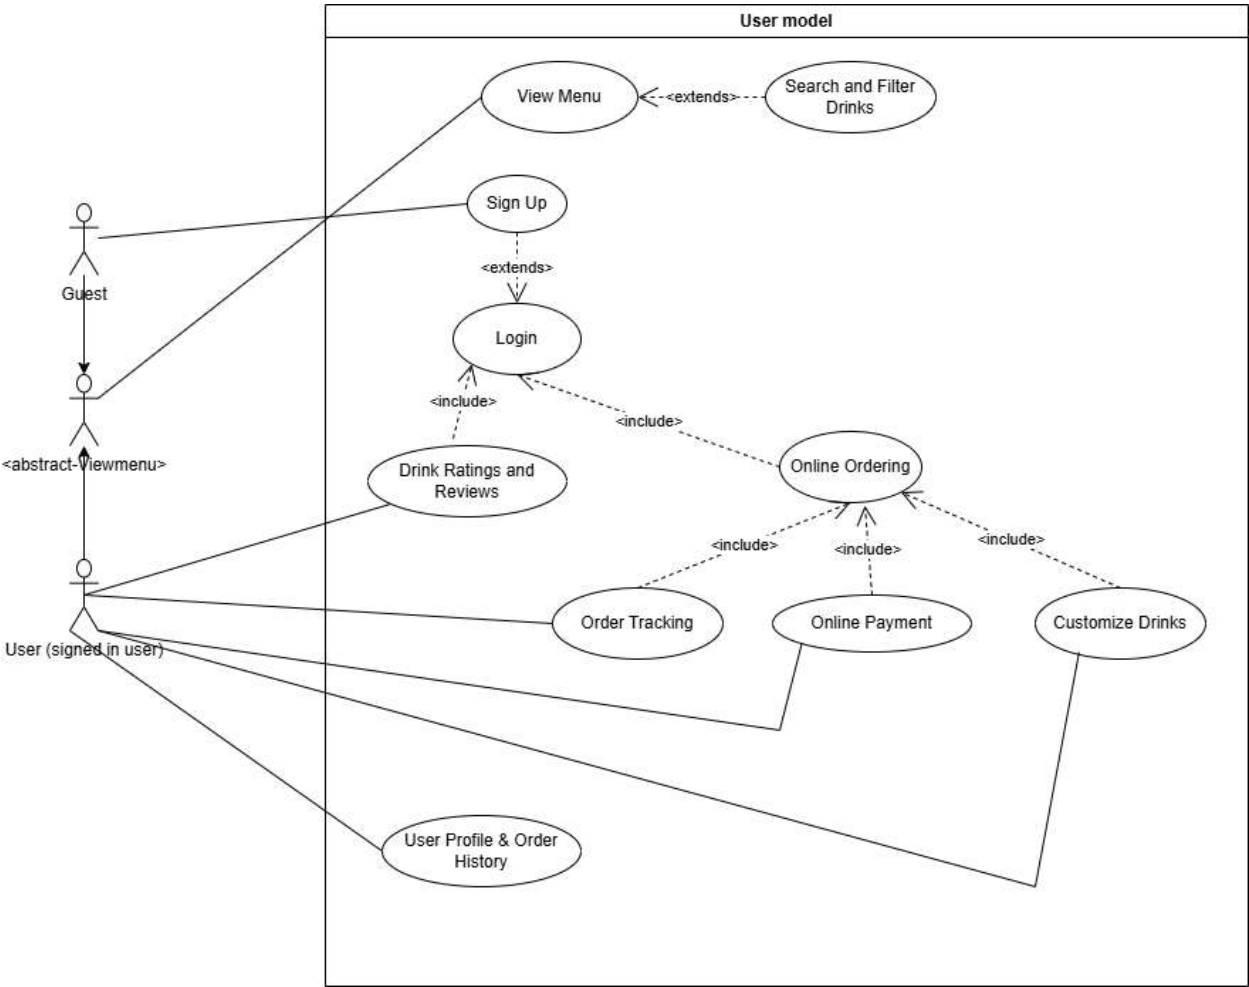 User model
View Menu
<extends>
Search and Filter
Drinks
Sign Up
<extends>
Guest
Login
<include>
<include>
<abstract-Viewmenu>
Drink Ratings and
Reviews
Online Ordering
<include>
<include>
<include>
Order Tracking
Online Payment
Customize Drinks
User (signed in user)
User Profile & Order
History